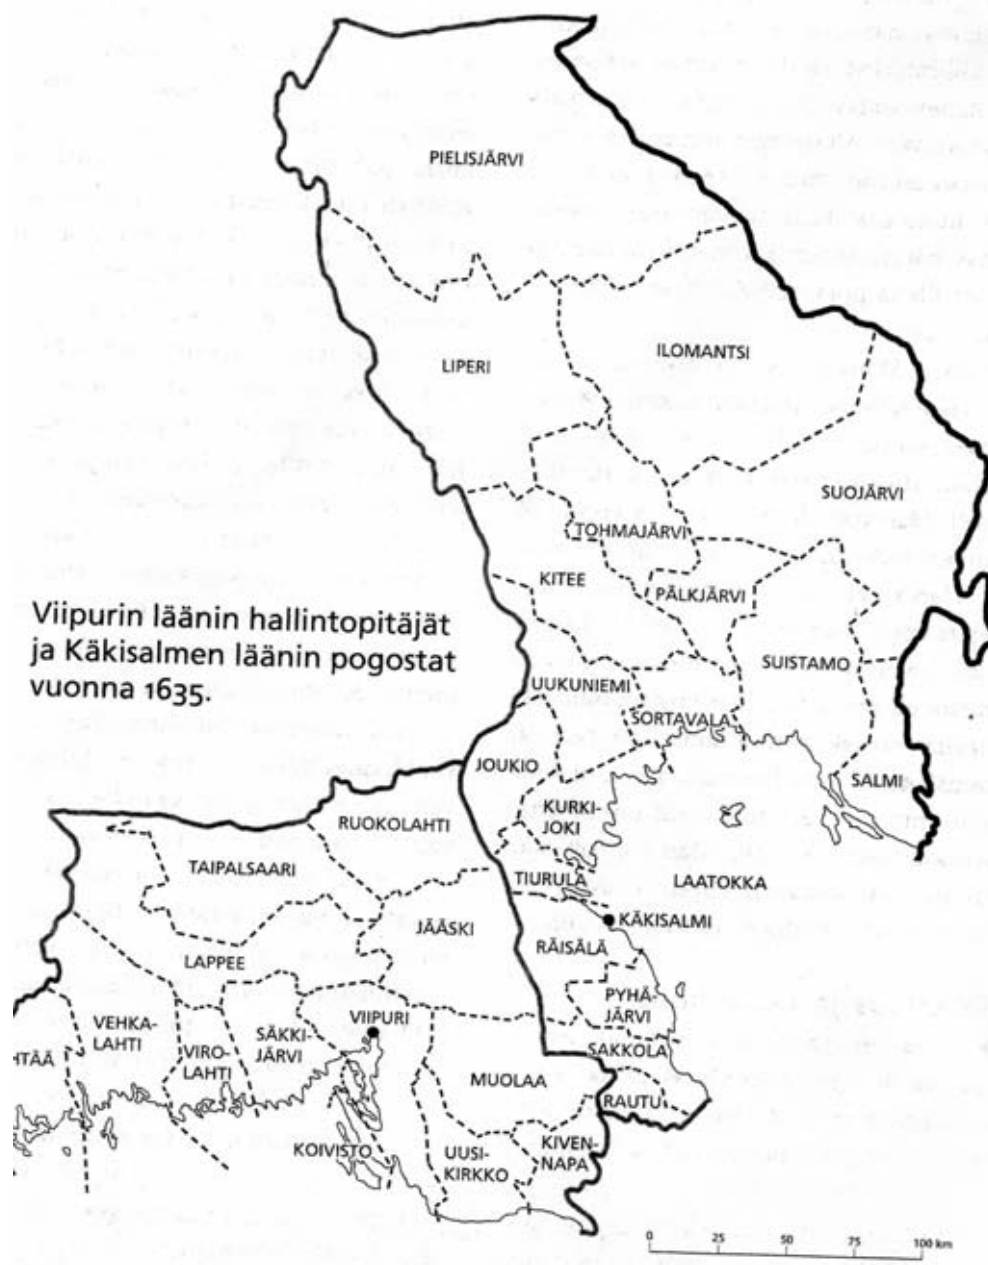 PIELISJÄRVI
ILOMANTSI
LIPERI
SUOJÄRVI
TOHMAJÄRVI
KITEE
PÄLKJÄRVI
Viipurin läänin hallintopitäjät
ja Käkisalmen läänin pogostat
vuonna 1635.
SUISTAMO
UUKUNIEMI
SORTAVALA
JOUKIO
SALMI
KURKI-
JOKI
RUOKOLAHTI
TAIPALSAARI
TIURULA
LAATOKKA
KÄKISALMI
JÄÄSKI
RÄISÄLÄ
LAPPEE
PYHÄ-
JÄRVI
VIIPURI
VEHKA-
LAHTI
SÄKKI-
JÄRVI
VIRO-
LAHTI
HTÄÄ
SAKKOLA
MUOLAA
RAUTU
KOIVISTO
UUSI-
KIRKKO
KIVEN-
NAPA
0 25 50 75 100 km